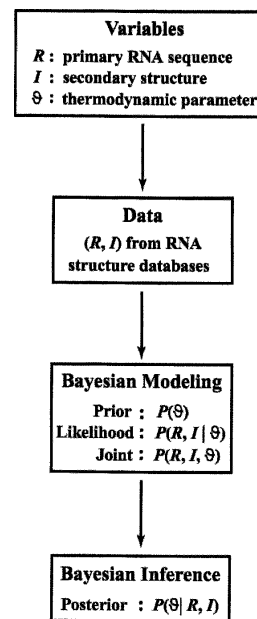 Variables
R : primary RNA sequence
I : secondary structure
ϑ : thermodynamic parameter
Data
(R, I) from RNA
structure databases
Bayesian Modeling
Prior : P(ϑ)
Likelihood : P(R, I | ϑ)
Joint : P(R, I, ϑ)
Bayesian Inference
Posterior : P(ϑ| R, I)